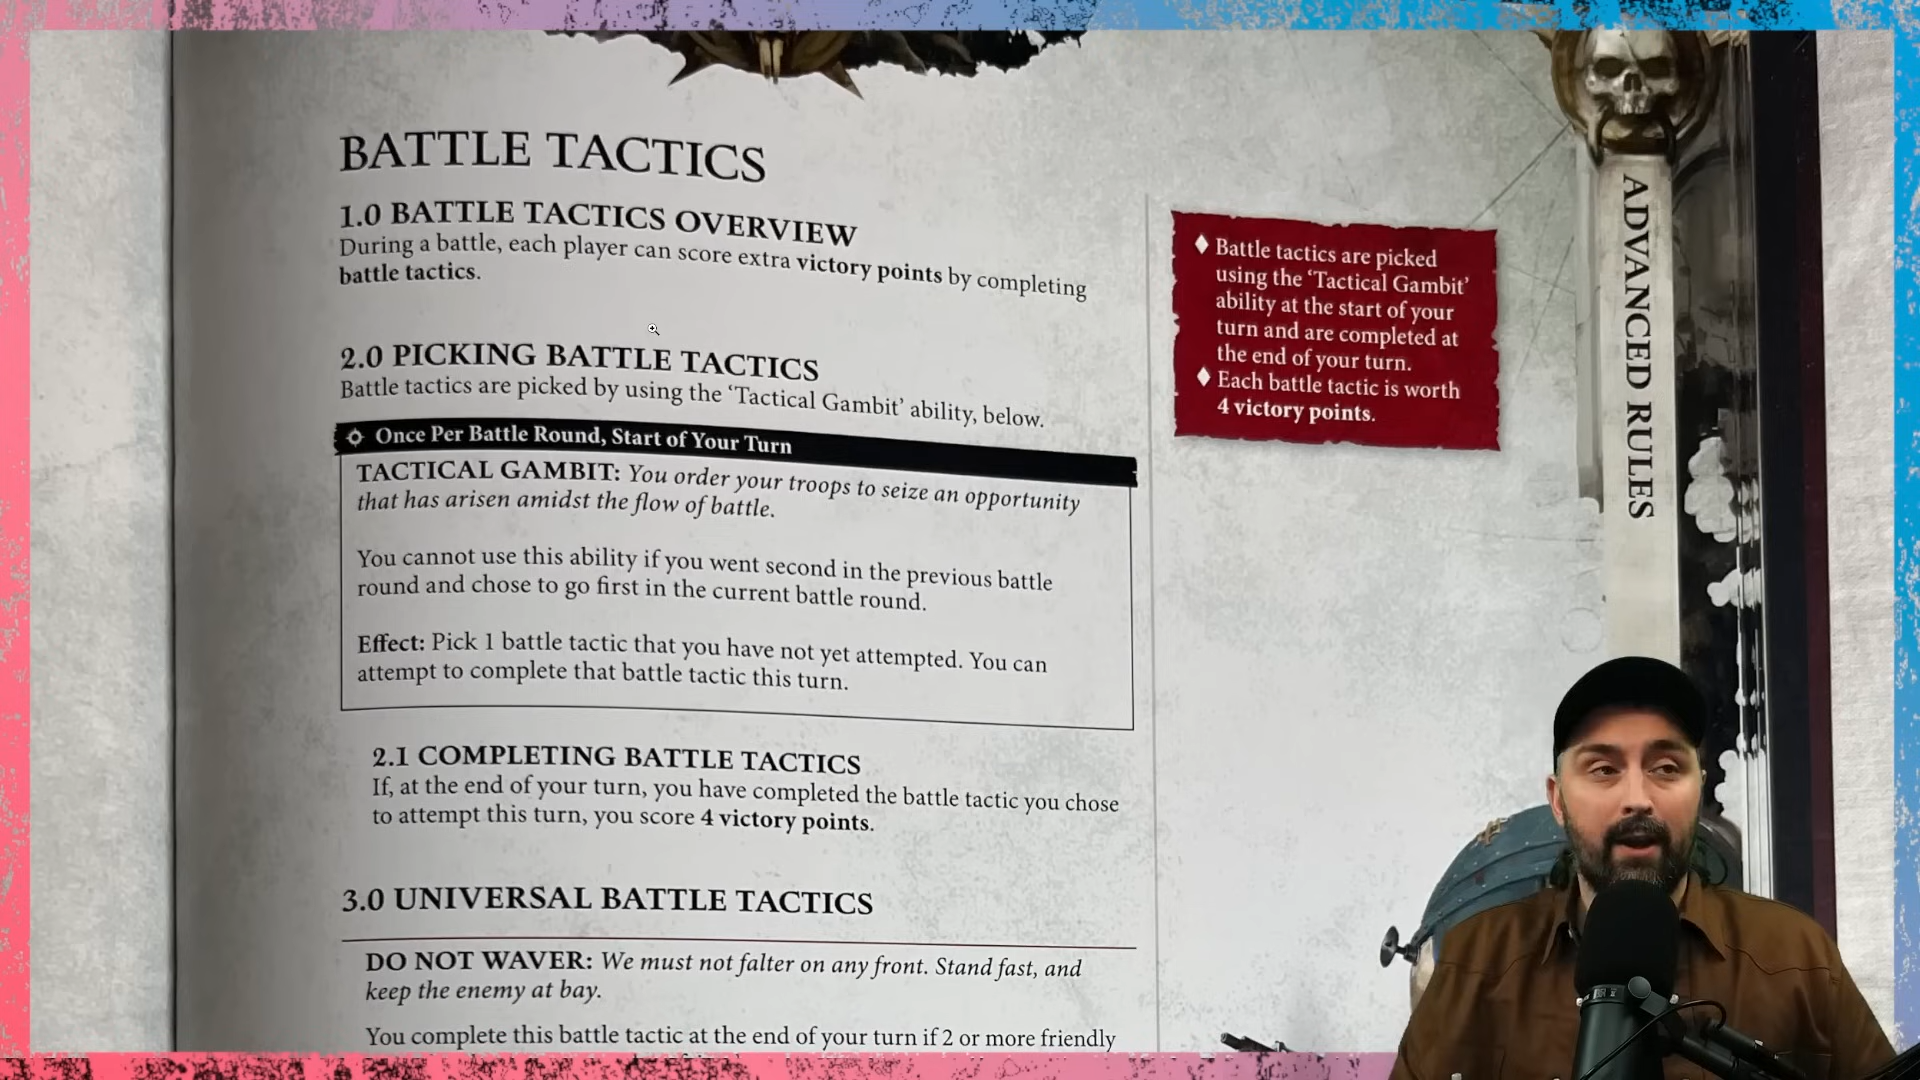 BATTLE TACTICS
1.0 BATTLE TACTICS OVERVIEW
During a battle, each player can score extra victory points by completing
battle tactics.
2.0 PICKING BATTLE TACTICS
Battle tactics are picked by using the ‘Tactical Gambit’ ability, below.
Once Per Battle Round, Start of Your Turn
TACTICAL GAMBIT: You order your troops to seize an opportunity
that has arisen amidst the flow of battle.
You cannot use this ability if you went second in the previous battle
round and chose to go first in the current battle round.
Effect: Pick 1 battle tactic that you have not yet attempted. You can
attempt to complete that battle tactic this turn.
2.1 COMPLETING BATTLE TACTICS
If, at the end of your turn, you have completed the battle tactic you chose
to attempt this turn, you score 4 victory points.
3.0 UNIVERSAL BATTLE TACTICS
DO NOT WAVER: We must not falter on any front. Stand fast, and
keep the enemy at bay.
You complete this battle tactic at the end of your turn if 2 or more friendly
Battle tactics are picked
using the ‘Tactical Gambit’
ability at the start of your
turn and are completed at
the end of your turn.
Each battle tactic is worth
4 victory points.
ADVANCED RULES